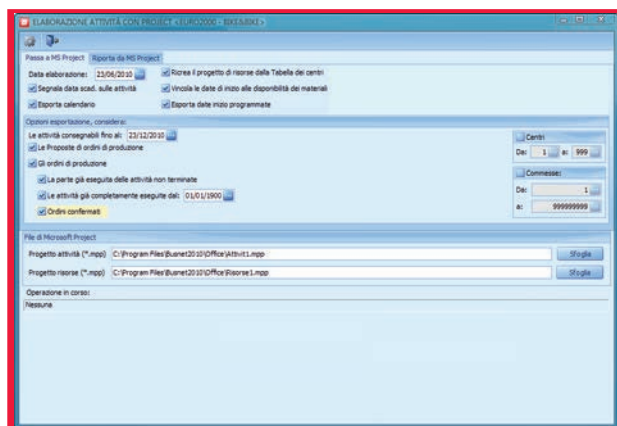 ELABORAZIONE ATTIVITÀ CON PROJECT <EURO2000 - BIKE&BIKE>
Passa a MS Project Riporta da MS Project
Data elaborazione: 23/06/2010 Ricrea il progetto di risorse dalla Tabella dei centri
Segnala data scad. sulle attività Vincola le date di inizio alle disponibilità dei materiali
Esporta calendario Esporta date inizio programmate
Opzioni esportazione, considera:
Le attività consegnabili fino al: 23/12/2010
Le Proposte di ordini di produzione
Gli ordini di produzione
La parte già eseguita delle attività non terminate
Le attività già completamente eseguite dal: 01/01/1900
Ordini confermati
Centri
Da: 1 a: 999
Commesse:
Da: 1
a: 999999999
File di Microsoft Project
Progetto attività (*.mpp) C:\Program Files\Busnet2010\Office\Attivit1.mpp Sfoglia
Progetto risorse (*.mpp) C:\Program Files\Busnet2010\Office\Risorse1.mpp Sfoglia
Operazione in corso:
Nessuna